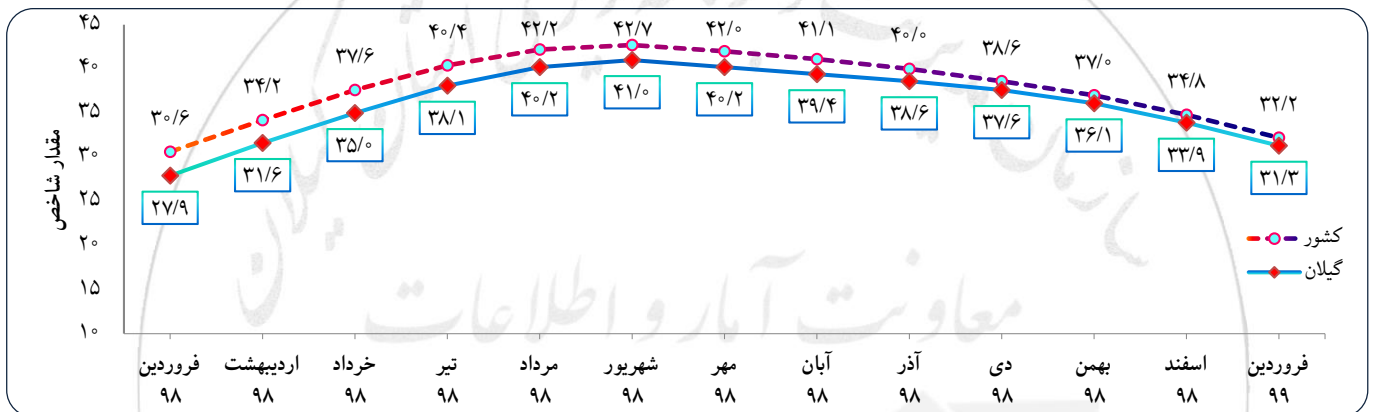 مقدار شاخص
۴۵
۴۰
۳۵
۳۰
۲۵
۲۰
۱۵
۱۰
۳۰/۶
۳۴/۲
۳۷/۶
۴۰/۴
۴۲/۲
۴۲/۷
۴۲/۰
۴۱/۱
۴۰/۰
۳۸/۶
۳۷/۰
۳۴/۸
۳۲/۲
۲۷/۹
۳۱/۶
۳۵/۰
۳۸/۱
۴۰/۲
۴۱/۰
۴۰/۲
۳۹/۴
۳۸/۶
۳۷/۶
۳۶/۱
۳۳/۹
۳۱/۳
کشور
گیلان
معاونت آمار و اطلاعات
فروردین
۹۸
اردیبهشت
۹۸
خرداد
۹۸
تیر
۹۸
مرداد
۹۸
شهریور
۹۸
مهر
۹۸
آبان
۹۸
آذر
۹۸
دی
۹۸
بهمن
۹۸
اسفند
۹۸
فروردین
۹۹